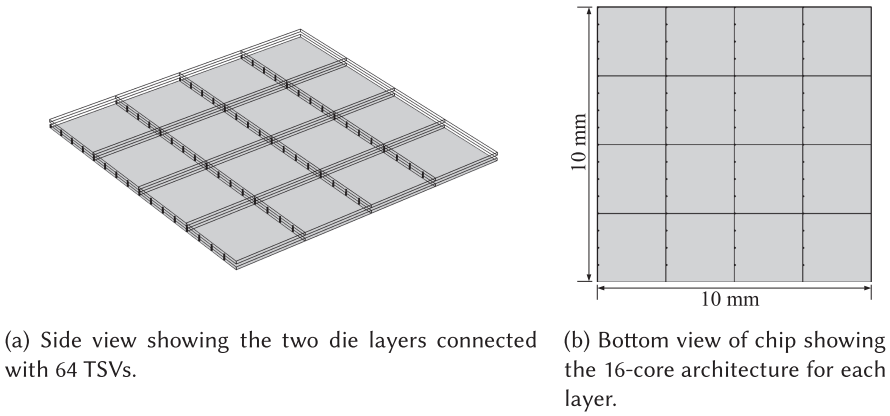 10 mm
10 mm
(a) Side view showing the two die layers connected
with 64 TSVs.
(b) Bottom view of chip showing
the 16-core architecture for each
layer.